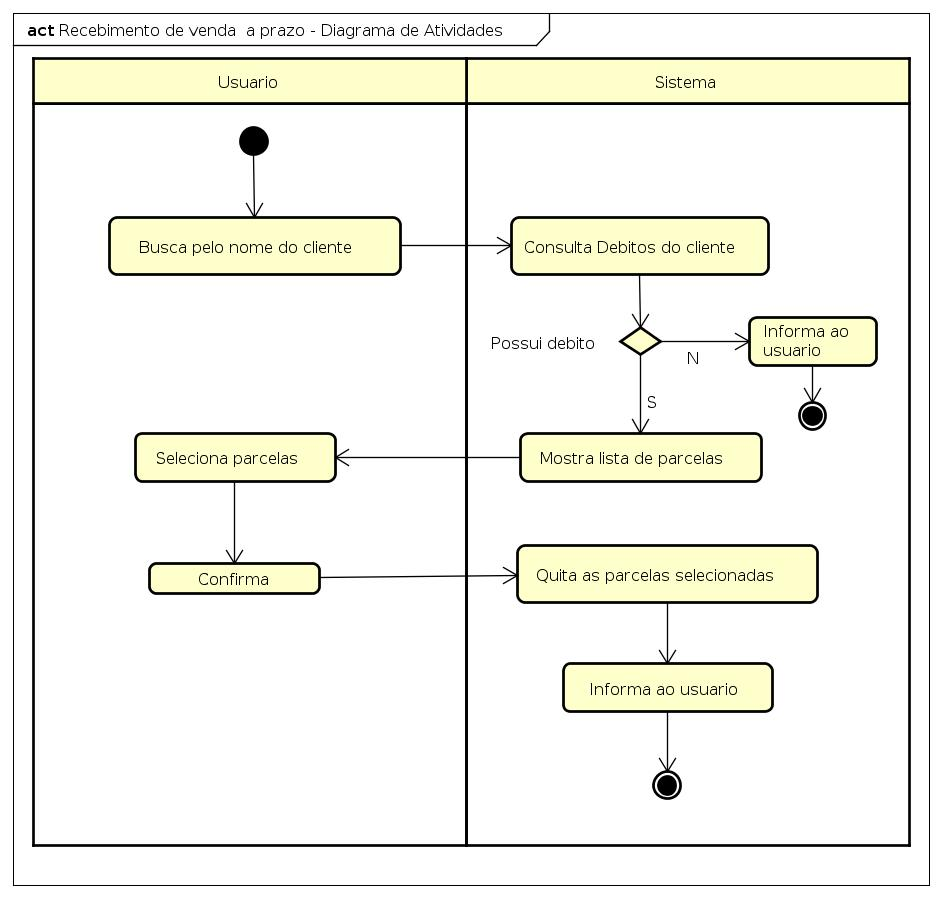 act Recebimento de venda  a prazo - Diagrama de Atividades
Usuario
Sistema
Busca pelo nome do cliente
Consulta Debitos do cliente
Possui debito
N
Informa ao
usuario
S
Seleciona parcelas
Mostra lista de parcelas
Confirma
Quita as parcelas selecionadas
Informa ao usuario